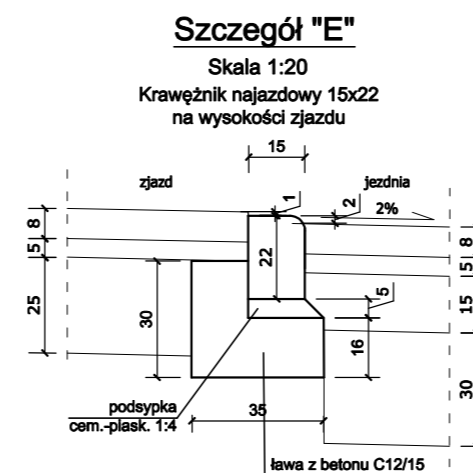 Szczegół "E"
Skala 1:20
Krawężnik najazdowy 15x22
na wysokości zjazdu
15
zjazd
jezdnia
1
2
2%
8
5
25
30
22
5
16
8
5
15
30
podsypka
cem.-piask. 1:4
35
ława z betonu C12/15